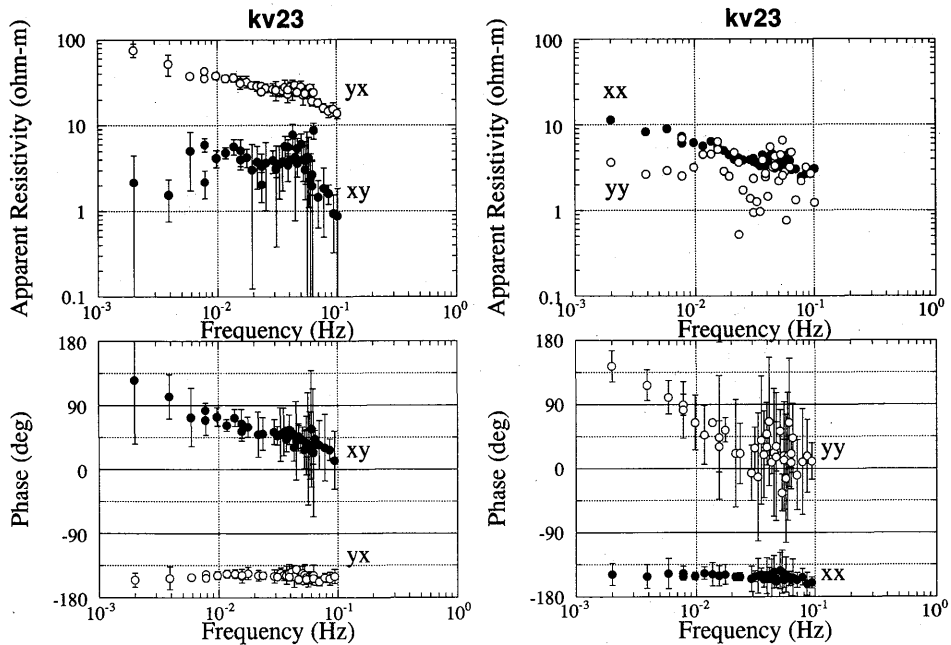 kv23
Apparent Resistivity (ohm-m)
100
10
1
0.1
yx
xy
10⁻³
10⁻²
10⁻¹
10⁰
Frequency (Hz)
kv23
Apparent Resistivity (ohm-m)
100
10
1
0.1
xx
yy
10⁻³
10⁻²
10⁻¹
10⁰
Frequency (Hz)
Phase (deg)
180
90
0
-90
-180
xy
yx
10⁻³
10⁻²
10⁻¹
10⁰
Frequency (Hz)
Phase (deg)
180
90
0
-90
-180
yy
xx
10⁻³
10⁻²
10⁻¹
10⁰
Frequency (Hz)